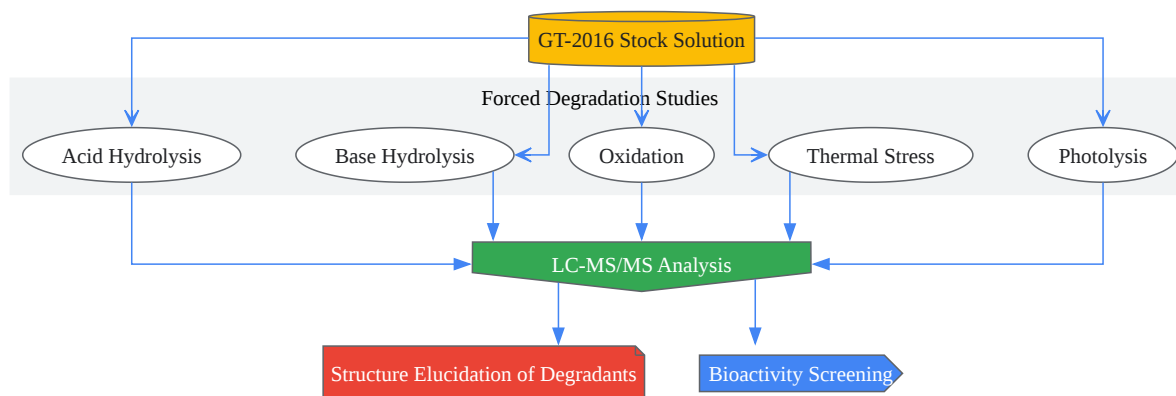 GT-2016 Stock Solution
Forced Degradation Studies
Acid Hydrolysis
Base Hydrolysis
Oxidation
Thermal Stress
Photolysis
LC-MS/MS Analysis
Structure Elucidation of Degradants
Bioactivity Screening